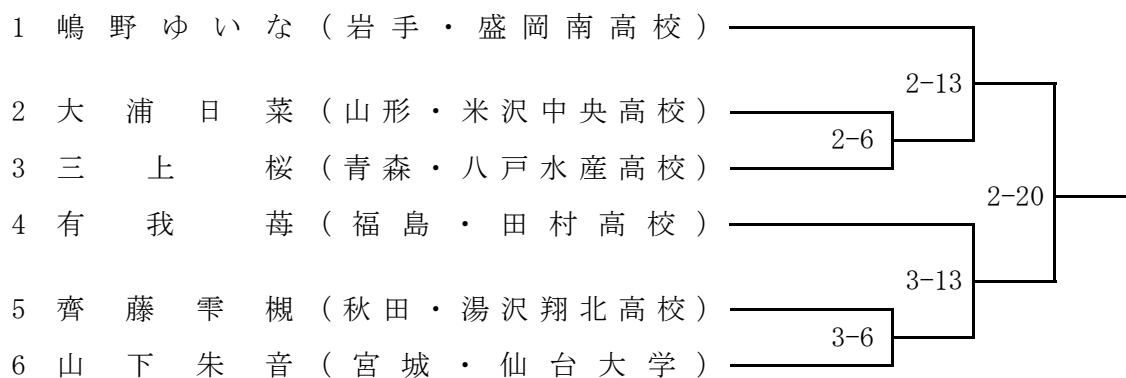 1 嶋野ゆいな (岩手・盛岡南高校)
2-13
2 大浦日菜 (山形・米沢中央高校)
2-6
3 三上桜 (青森・八戸水産高校)
2-20
4 有我苺 (福島・田村高校)
3-13
5 齊藤雫槻 (秋田・湯沢翔北高校)
3-6
6 山下朱音 (宮城・仙台大学)